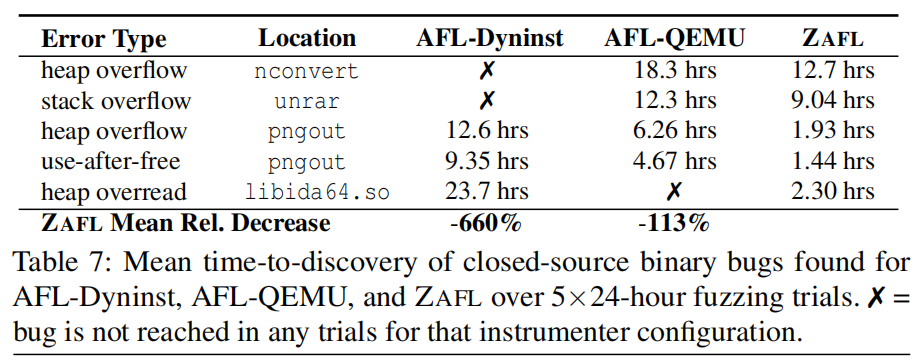 Error Type Location AFL-Dyninst AFL-QEMU ZAFL
heap overflow nconvert ✗ 18.3 hrs 12.7 hrs
stack overflow unrar ✗ 12.3 hrs 9.04 hrs
heap overflow pngout 12.6 hrs 6.26 hrs 1.93 hrs
use-after-free pngout 9.35 hrs 4.67 hrs 1.44 hrs
heap overread libida64.so 23.7 hrs ✗ 2.30 hrs
ZAFL Mean Rel. Decrease -660% -113%
Table 7: Mean time-to-discovery of closed-source binary bugs found for
AFL-Dyninst, AFL-QEMU, and ZAFL over 5×24-hour fuzzing trials. ✗ =
bug is not reached in any trials for that instrumenter configuration.